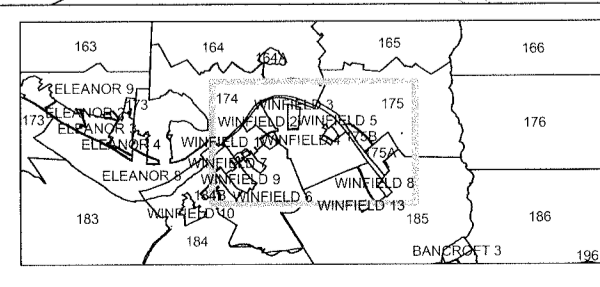 163
164
164A
165
166
ELEANOR 9
173
174
WINFIELD 3
175
173
ELEANOR 2
WINFIELD 2
WINFIELD 5
176
ELEANOR 4
WINFIELD 1
WINFIELD 4
175B
175A
WINFIELD 7
ELEANOR 8
WINFIELD 9
WINFIELD 8
184B
WINFIELD 6
WINFIELD 13
183
WINFIELD 10
185
186
184
BANCROFT 3
196